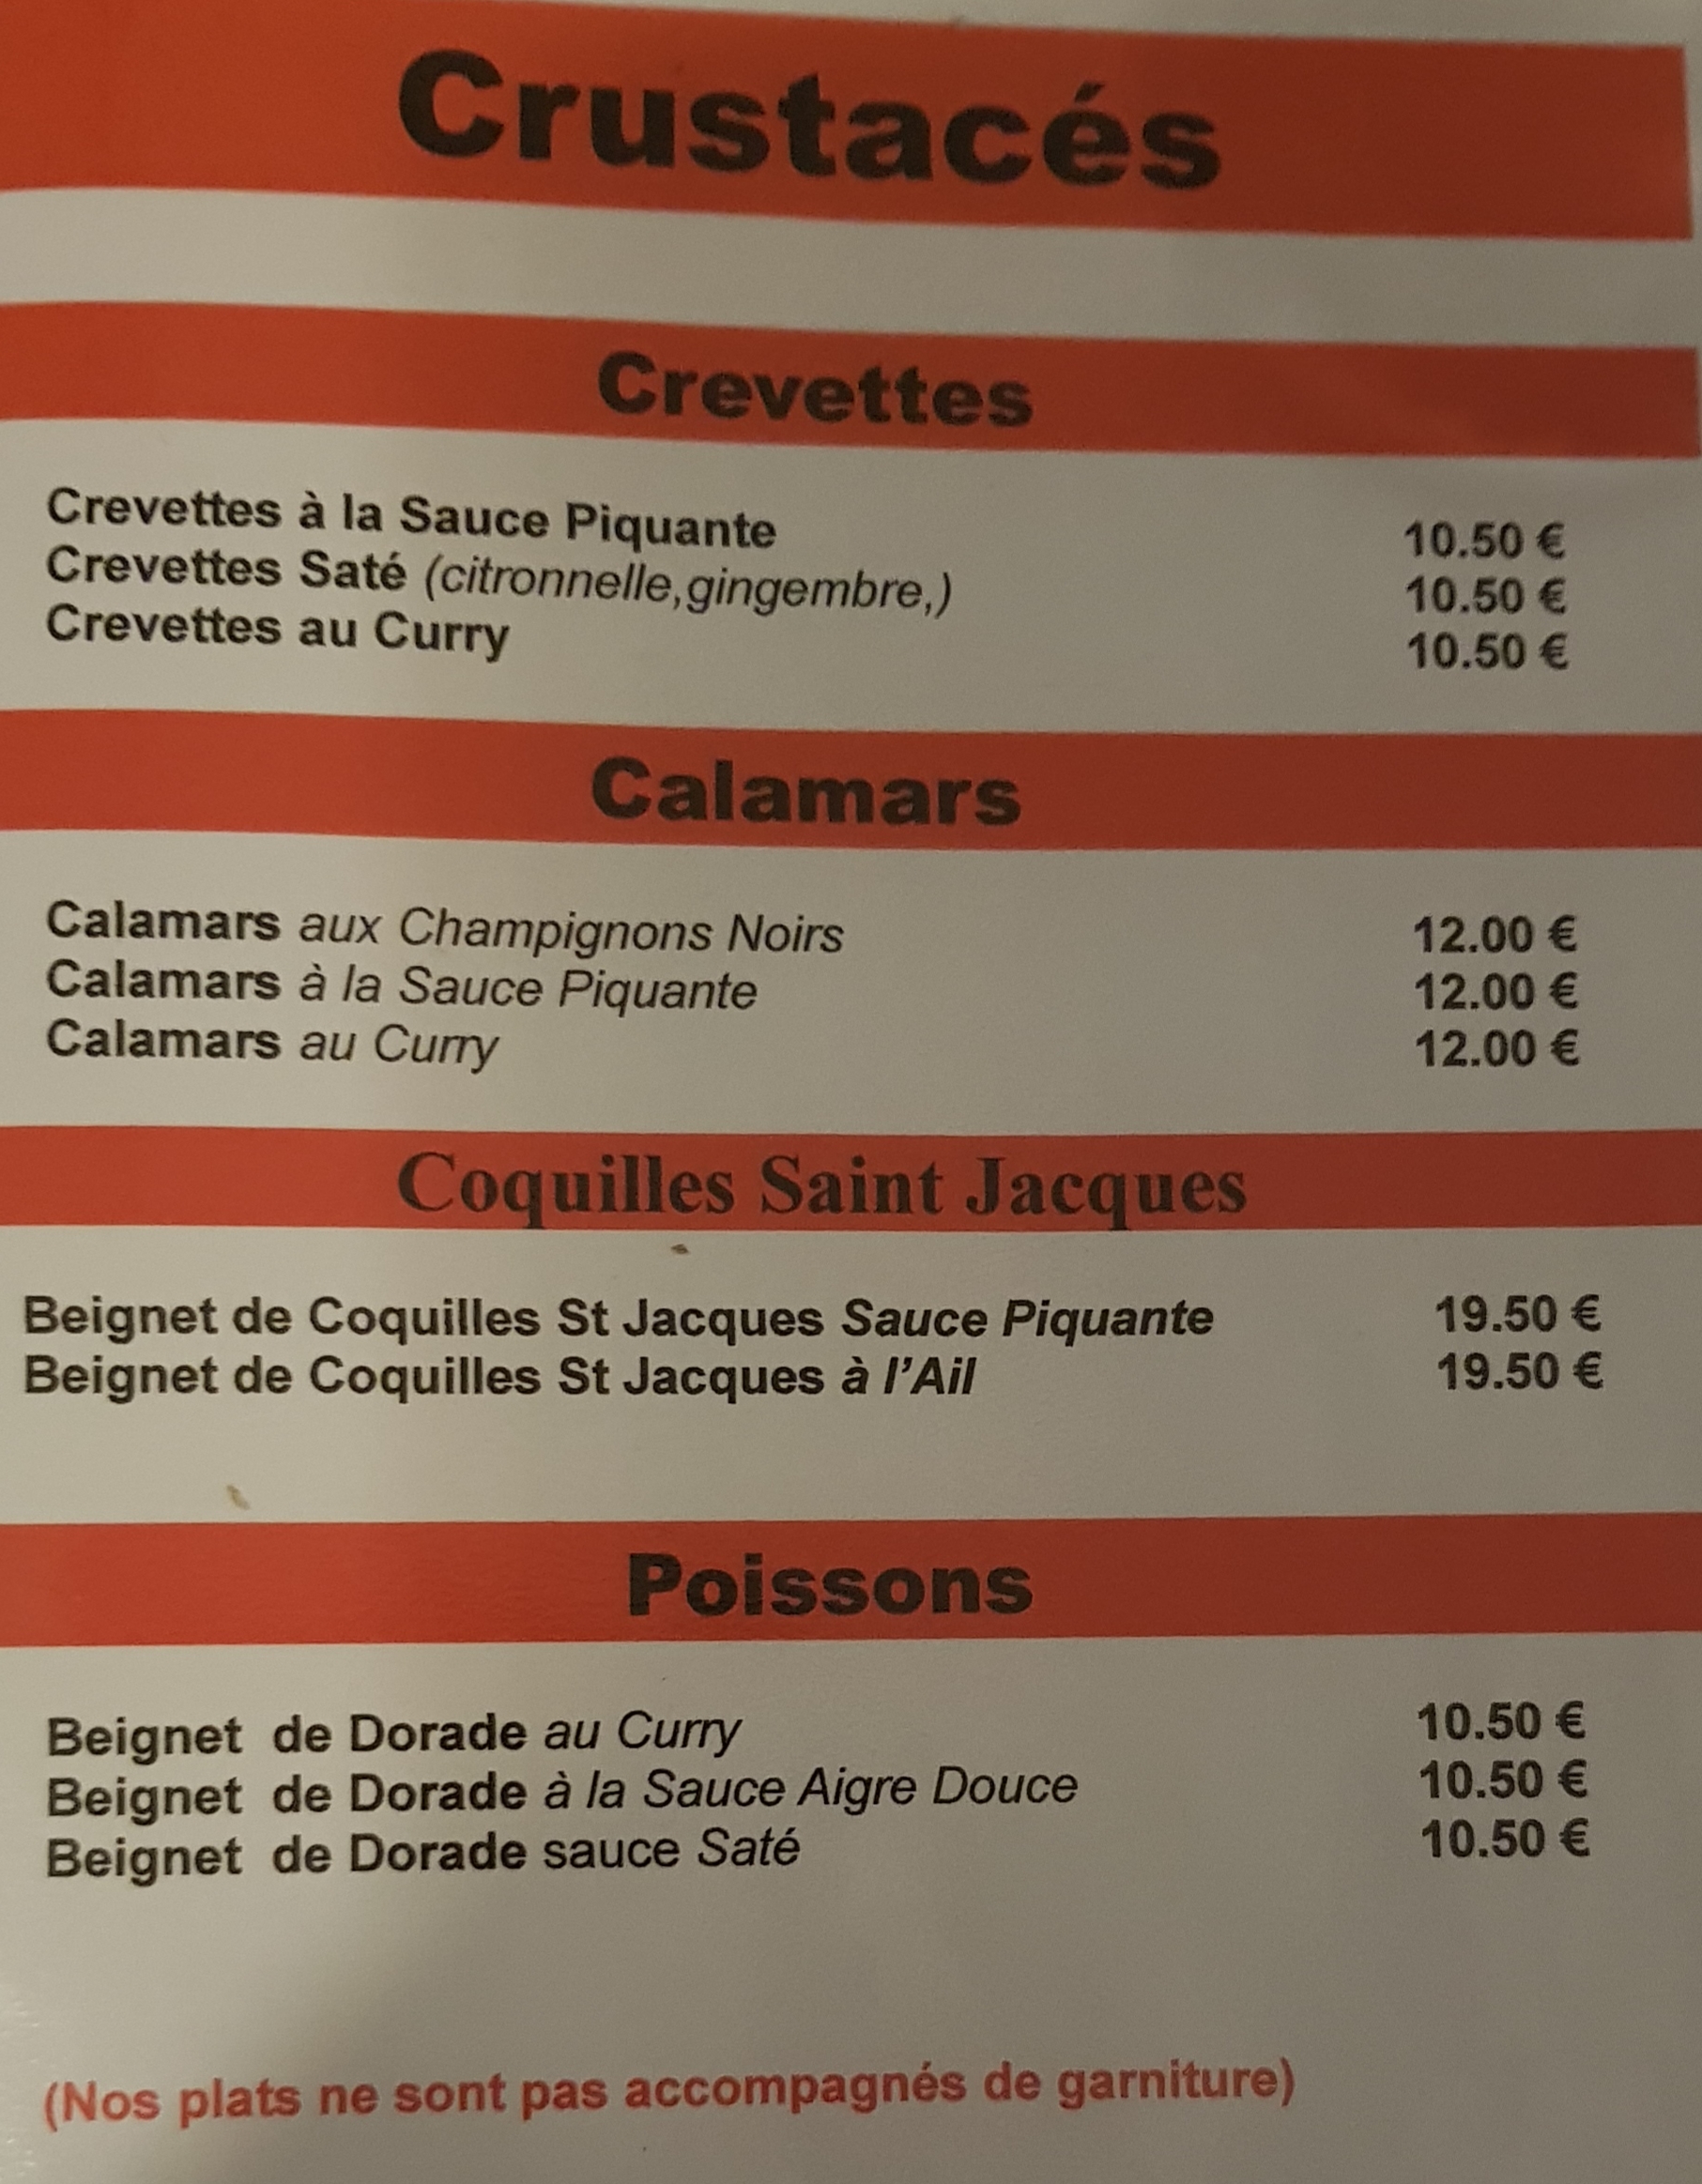 Crustacés
Crevettes
Crevettes à la Sauce Piquante 10.50 €
Crevettes Saté (citronnelle,gingembre,) 10.50 €
Crevettes au Curry 10.50 €
Calamars
Calamars aux Champignons Noirs 12.00 €
Calamars à la Sauce Piquante 12.00 €
Calamars au Curry 12.00 €
Coquilles Saint Jacques
Beignet de Coquilles St Jacques Sauce Piquante 19.50 €
Beignet de Coquilles St Jacques à l'Ail 19.50 €
Poissons
Beignet de Dorade au Curry 10.50 €
Beignet de Dorade à la Sauce Aigre Douce 10.50 €
Beignet de Dorade sauce Saté 10.50 €
(Nos plats ne sont pas accompagnés de garniture)